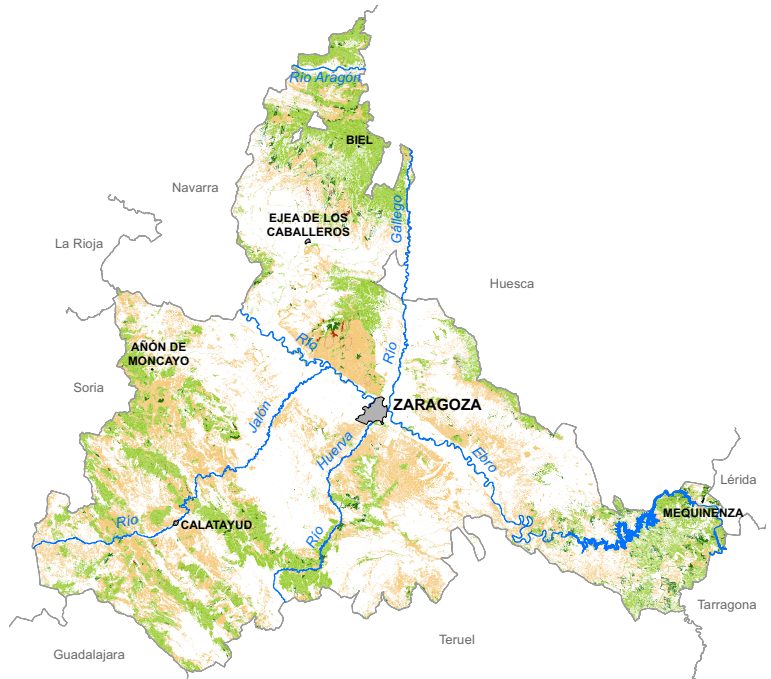 Río Aragón
BIEL
Navarra
Gállego
EJEA DE LOS
CABALLEROS
La Rioja
Huesca
Río
Río
AÑÓN DE
MONCAYO
Soria
ZARAGOZA
Jalón
Huerva
Ebro
Lérida
MEQUINENZA
Río
CALATAYUD
Río
Tarragona
Teruel
Guadalajara